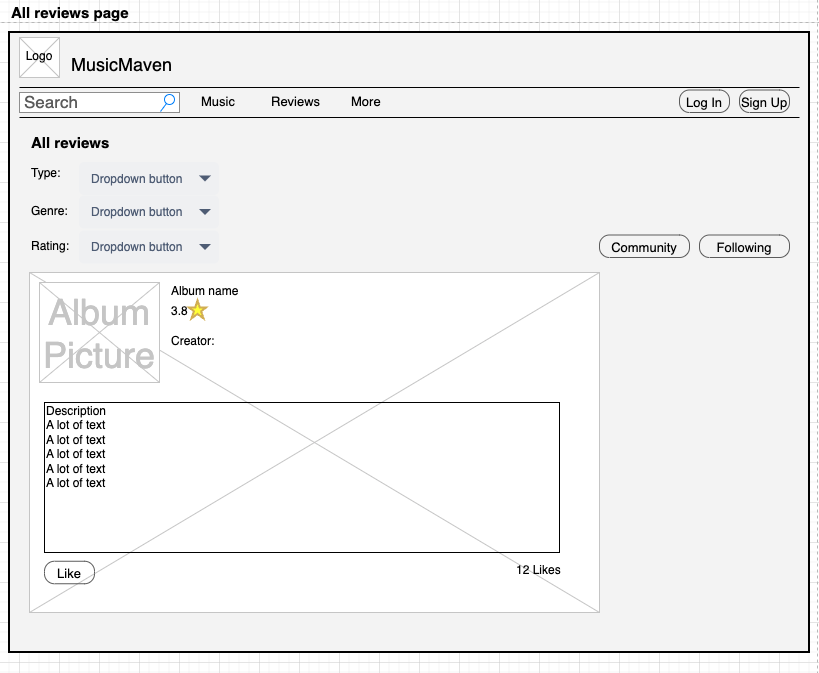 All reviews page
Logo
MusicMaven
Search Music Reviews More Log In Sign Up
All reviews
Type: Dropdown button
Genre: Dropdown button
Rating: Dropdown button Community Following
Album Picture
Album name
3.8
Creator:
Description
A lot of text
A lot of text
A lot of text
A lot of text
A lot of text
Like 12 Likes